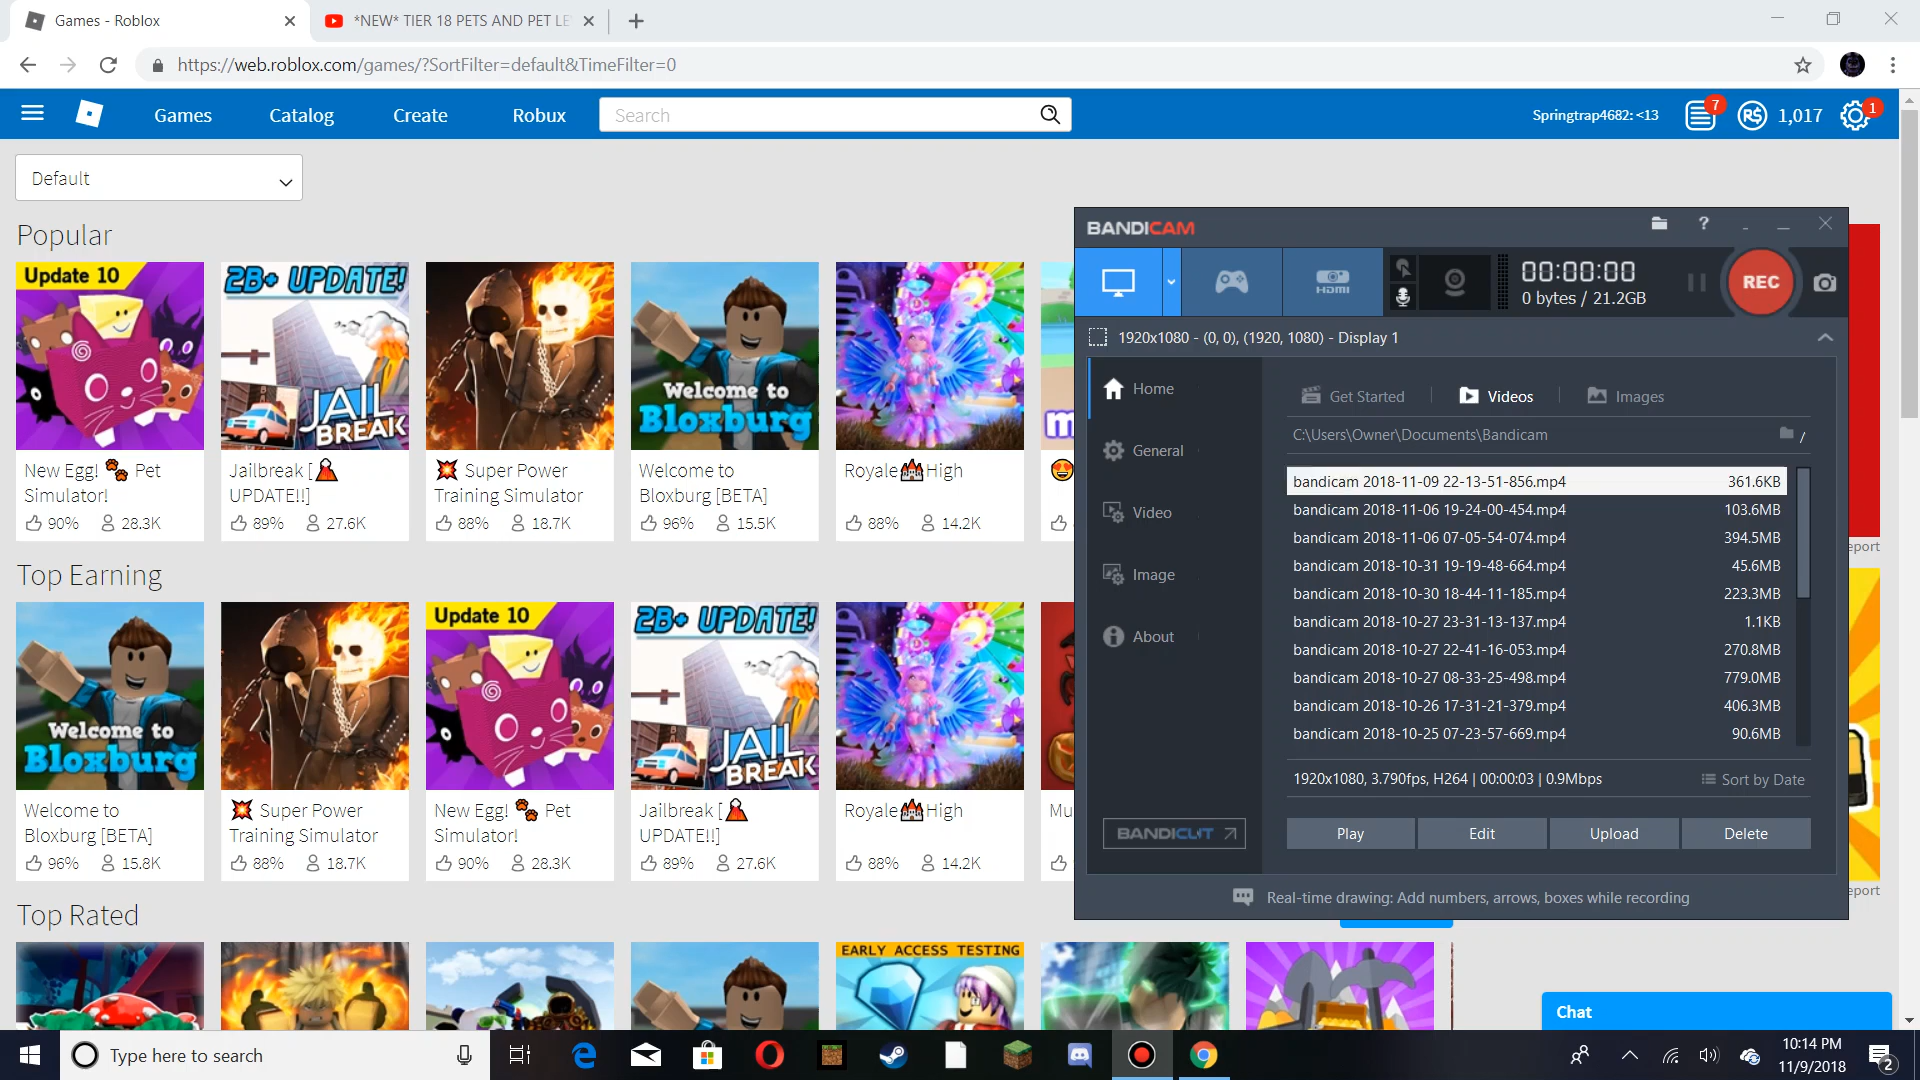 Games - Roblox
*NEW* TIER 18 PETS AND PET LE
https://web.roblox.com/games/?SortFilter=default&TimeFilter=0
Games
Catalog
Create
Robux
Search
Springtrap4682: <13
7
R$
1,017
1
Default
Popular
Update 10
2B+ UPDATE!
JAIL
BREAK
Welcome to
Bloxburg
New Egg! 🐾 Pet
Simulator!
90% 28.3K
Jailbreak [🌋
UPDATE!!]
89% 27.6K
💥 Super Power
Training Simulator
88% 18.7K
Welcome to
Bloxburg [BETA]
96% 15.5K
Royale🏰High
88% 14.2K
😍
Top Earning
Welcome to
Bloxburg
Update 10
2B+ UPDATE!
JAIL
BREAK
Welcome to
Bloxburg [BETA]
96% 15.8K
💥 Super Power
Training Simulator
88% 18.7K
New Egg! 🐾 Pet
Simulator!
90% 28.3K
Jailbreak [🌋
UPDATE!!]
89% 27.6K
Royale🏰High
88% 14.2K
Mu
Top Rated
EARLY ACCESS TESTING
eport
eport
BANDICAM
?
HDMI
00:00:00
0 bytes / 21.2GB
REC
1920x1080 - (0, 0), (1920, 1080) - Display 1
Home
General
Video
Image
About
BANDICUT
Get Started
Videos
Images
C:\Users\Owner\Documents\Bandicam
/
bandicam 2018-11-09 22-13-51-856.mp4 361.6KB
bandicam 2018-11-06 19-24-00-454.mp4 103.6MB
bandicam 2018-11-06 07-05-54-074.mp4 394.5MB
bandicam 2018-10-31 19-19-48-664.mp4 45.6MB
bandicam 2018-10-30 18-44-11-185.mp4 223.3MB
bandicam 2018-10-27 23-31-13-137.mp4 1.1KB
bandicam 2018-10-27 22-41-16-053.mp4 270.8MB
bandicam 2018-10-27 08-33-25-498.mp4 779.0MB
bandicam 2018-10-26 17-31-21-379.mp4 406.3MB
bandicam 2018-10-25 07-23-57-669.mp4 90.6MB
1920x1080, 3.790fps, H264 | 00:00:03 | 0.9Mbps
Sort by Date
Play
Edit
Upload
Delete
Real-time drawing: Add numbers, arrows, boxes while recording
Chat
Type here to search
10:14 PM
11/9/2018
2